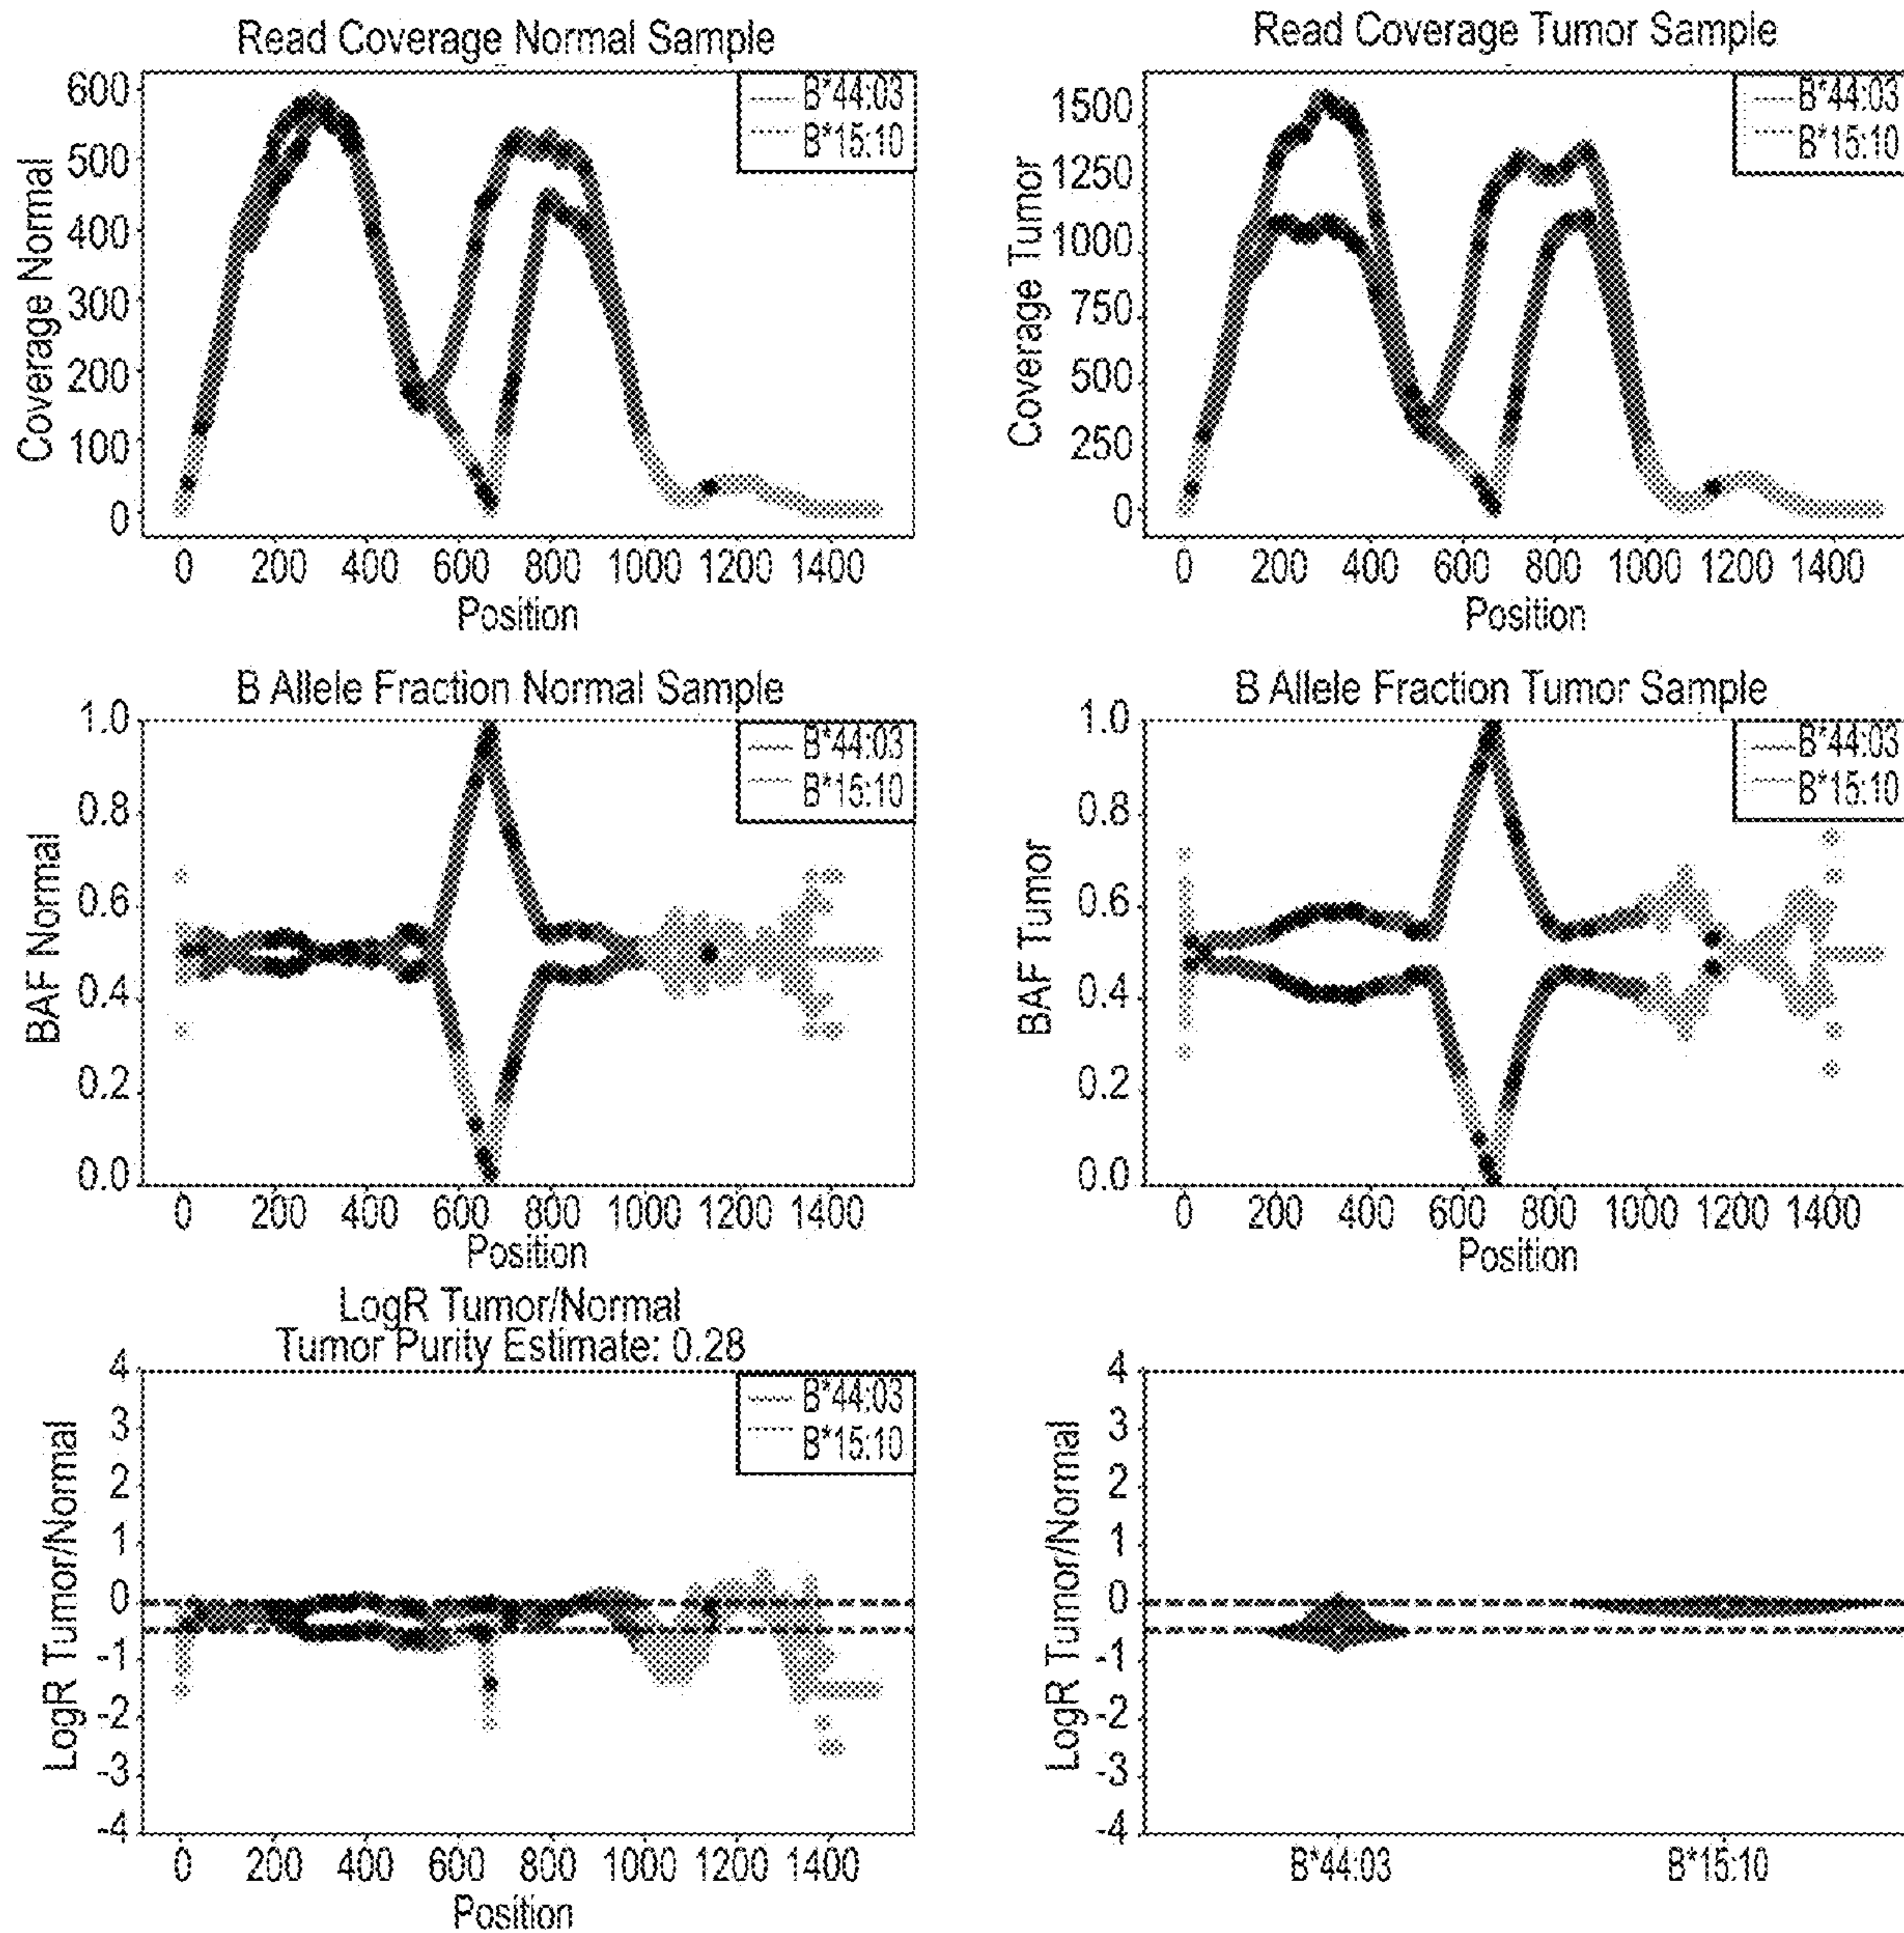 Read Coverage Normal Sample
600
500
400
300
200
100
0
Coverage Normal
B*44:03
B*15:10
0 200 400 600 800 1000 1200 1400
Position
Read Coverage Tumor Sample
1500
1250
1000
750
500
250
0
Coverage Tumor
B*44:03
B*15:10
0 200 400 600 800 1000 1200 1400
Position
B Allele Fraction Normal Sample
1.0
0.8
0.6
0.4
0.2
0.0
BAF Normal
B*44:03
B*15:10
0 200 400 600 800 1000 1200 1400
Position
B Allele Fraction Tumor Sample
1.0
0.8
0.6
0.4
0.2
0.0
BAF Tumor
B*44:03
B*15:10
0 200 400 600 800 1000 1200 1400
Position
LogR Tumor/Normal
Tumor Purity Estimate: 0.28
4
3
2
1
0
-1
-2
-3
-4
LogR Tumor/Normal
B*44:03
B*15:10
0 200 400 600 800 1000 1200 1400
Position
4
3
2
1
0
-1
-2
-3
-4
LogR Tumor/Normal
B*44:03 B*15:10